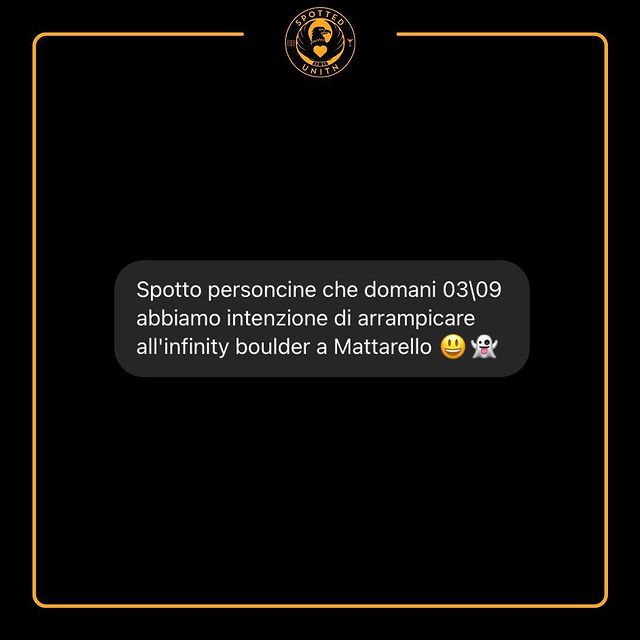 SPOTTED
UNITN
Spotto personcine che domani 03\09
abbiamo intenzione di arrampicare
all'infinity boulder a Mattarello 😃👻